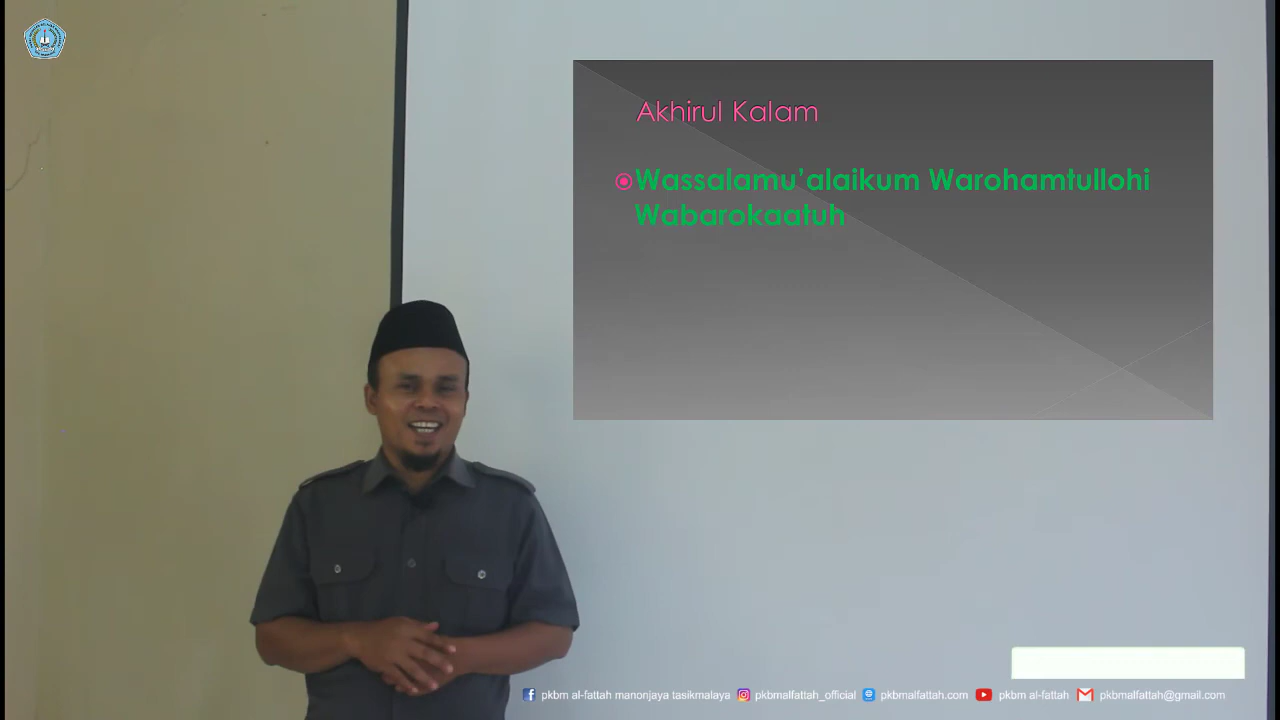 Akhirul Kalam
Wassalamu’alaikum Warohamtullohi
Wabarokaatuh
pkbm al-fattah manonjaya tasikmalaya pkbmalfattah_official pkbmalfattah.com pkbm al-fattah pkbmalfattah@gmail.com